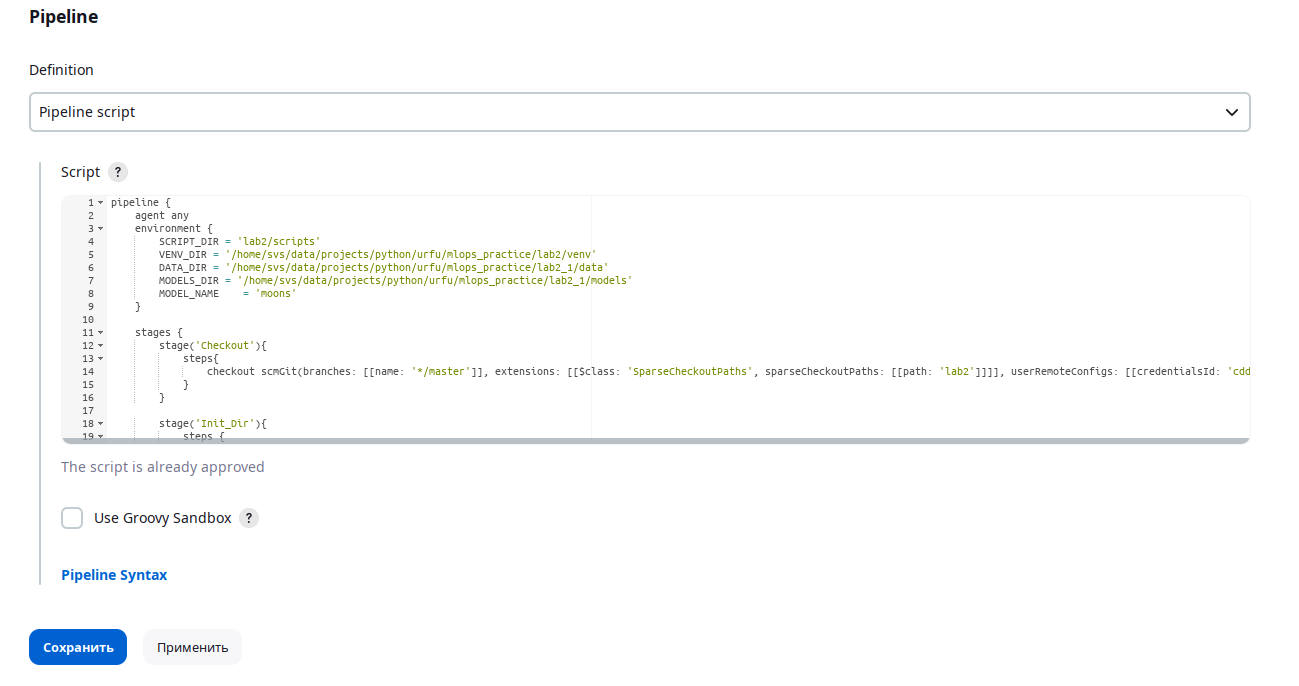 Pipeline
Definition
Pipeline script
Script ?
1 pipeline {
2     agent any
3     environment {
4         SCRIPT_DIR = 'lab2/scripts'
5         VENV_DIR = '/home/svs/data/projects/python/urfu/mlops_practice/lab2/venv'
6         DATA_DIR = '/home/svs/data/projects/python/urfu/mlops_practice/lab2_1/data'
7         MODELS_DIR = '/home/svs/data/projects/python/urfu/mlops_practice/lab2_1/models'
8         MODEL_NAME    = 'moons'
9     }
10
11     stages {
12         stage('Checkout'){
13             steps{
14                 checkout scmGit(branches: [[name: '*/master']], extensions: [[$class: 'SparseCheckoutPaths', sparseCheckoutPaths: [[path: 'lab2']]]], userRemoteConfigs: [[credentialsId: 'cdd
15             }
16         }
17
18         stage('Init_Dir'){
19             steps {
The script is already approved
Use Groovy Sandbox ?
Pipeline Syntax
Сохранить Применить